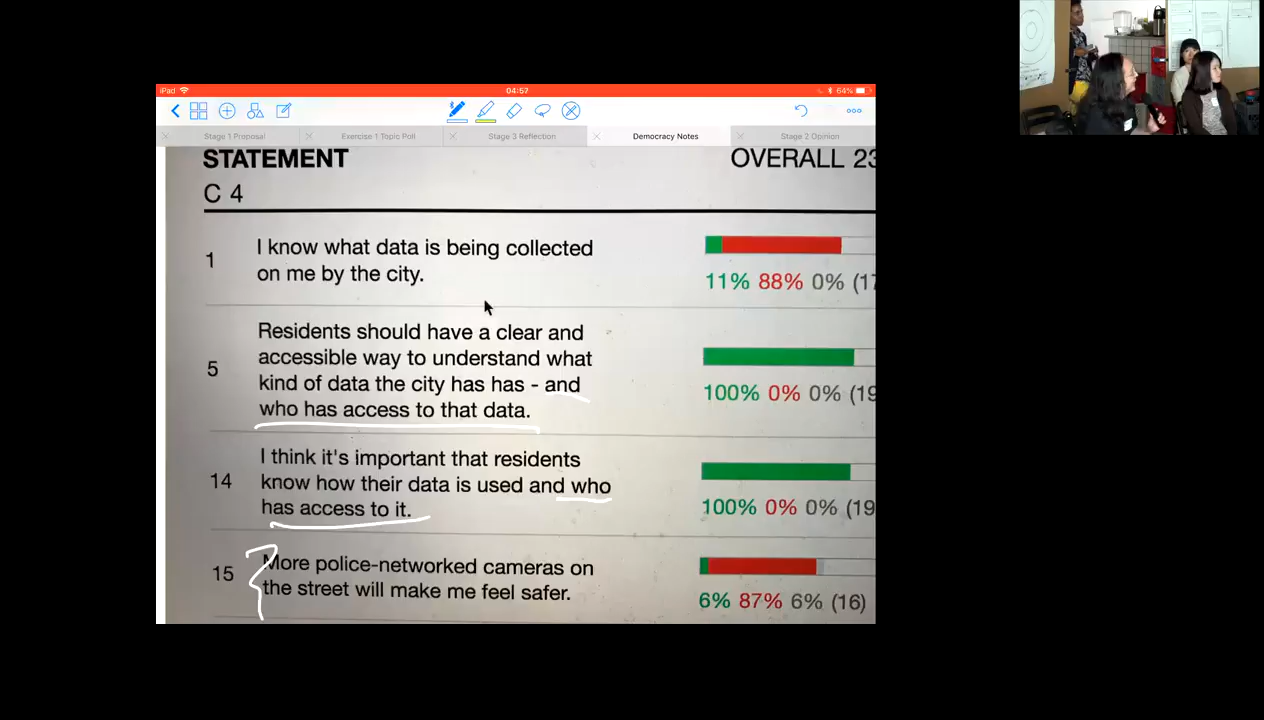 iPad 04:57 64%
Stage 1 Proposal Exercise 1 Topic Poll Stage 3 Reflection Democracy Notes Stage 2 Opinion
STATEMENT OVERALL 23
C 4
1 I know what data is being collected
on me by the city.
11% 88% 0% (17
5 Residents should have a clear and
accessible way to understand what
kind of data the city has has - and
who has access to that data.
100% 0% 0% (19
14 I think it's important that residents
know how their data is used and who
has access to it.
100% 0% 0% (19
15 More police-networked cameras on
the street will make me feel safer.
6% 87% 6% (16)